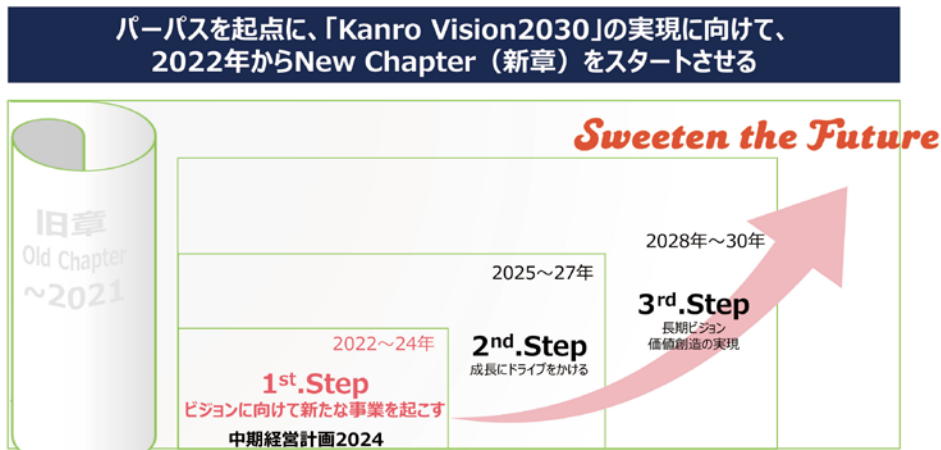 パーパスを起点に、「Kanro Vision2030」の実現に向けて、
2022年からNew Chapter（新章）をスタートさせる
Sweeten the Future
旧章
Old Chapter
～2021
2022～24年
1st.Step
ビジョンに向けて新たな事業を起こす
中期経営計画2024
2025～27年
2nd.Step
成長にドライブをかける
2028年～30年
3rd.Step
長期ビジョン
価値創造の実現